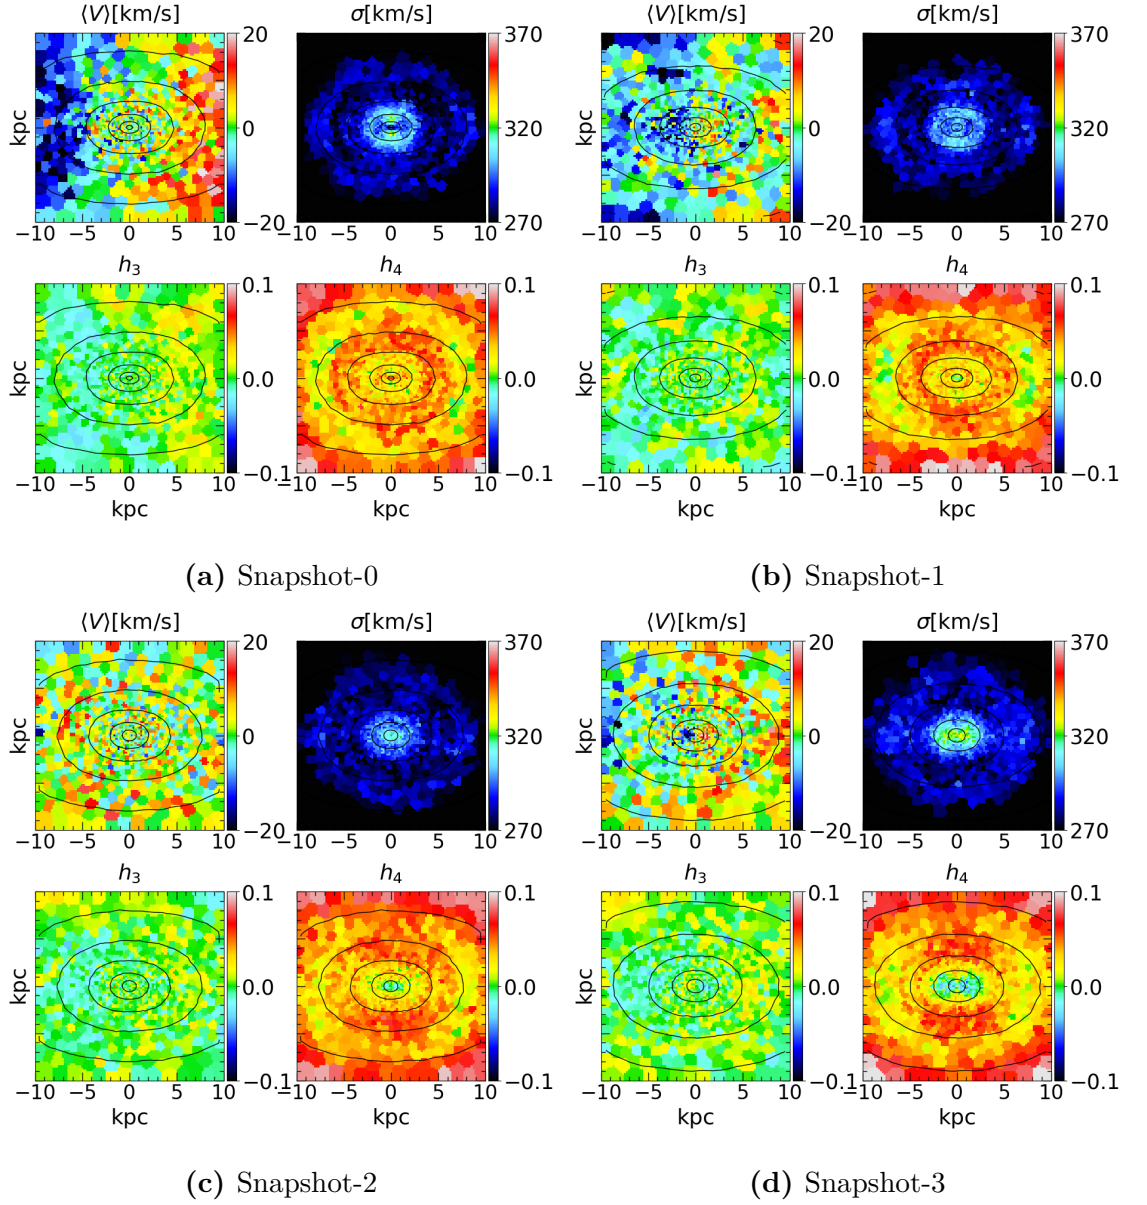 ⟨V⟩[km/s] σ[km/s] ⟨V⟩[km/s] σ[km/s]
kpc 20 0 −20 370 320 270 kpc 20 0 −20 370 320 270
−10 −5 0 5 10 −10 −5 0 5 10 −10 −5 0 5 10 −10 −5 0 5 10
h3 h4 h3 h4
kpc 0.1 0.0 −0.1 0.1 0.0 −0.1 kpc 0.1 0.0 −0.1 0.1 0.0 −0.1
−10 −5 0 5 10 −10 −5 0 5 10 −10 −5 0 5 10 −10 −5 0 5 10
kpc kpc kpc kpc
(a) Snapshot-0 (b) Snapshot-1
⟨V⟩[km/s] σ[km/s] ⟨V⟩[km/s] σ[km/s]
kpc 20 0 −20 370 320 270 kpc 20 0 −20 370 320 270
−10 −5 0 5 10 −10 −5 0 5 10 −10 −5 0 5 10 −10 −5 0 5 10
h3 h4 h3 h4
kpc 0.1 0.0 −0.1 0.1 0.0 −0.1 kpc 0.1 0.0 −0.1 0.1 0.0 −0.1
−10 −5 0 5 10 −10 −5 0 5 10 −10 −5 0 5 10 −10 −5 0 5 10
kpc kpc kpc kpc
(c) Snapshot-2 (d) Snapshot-3